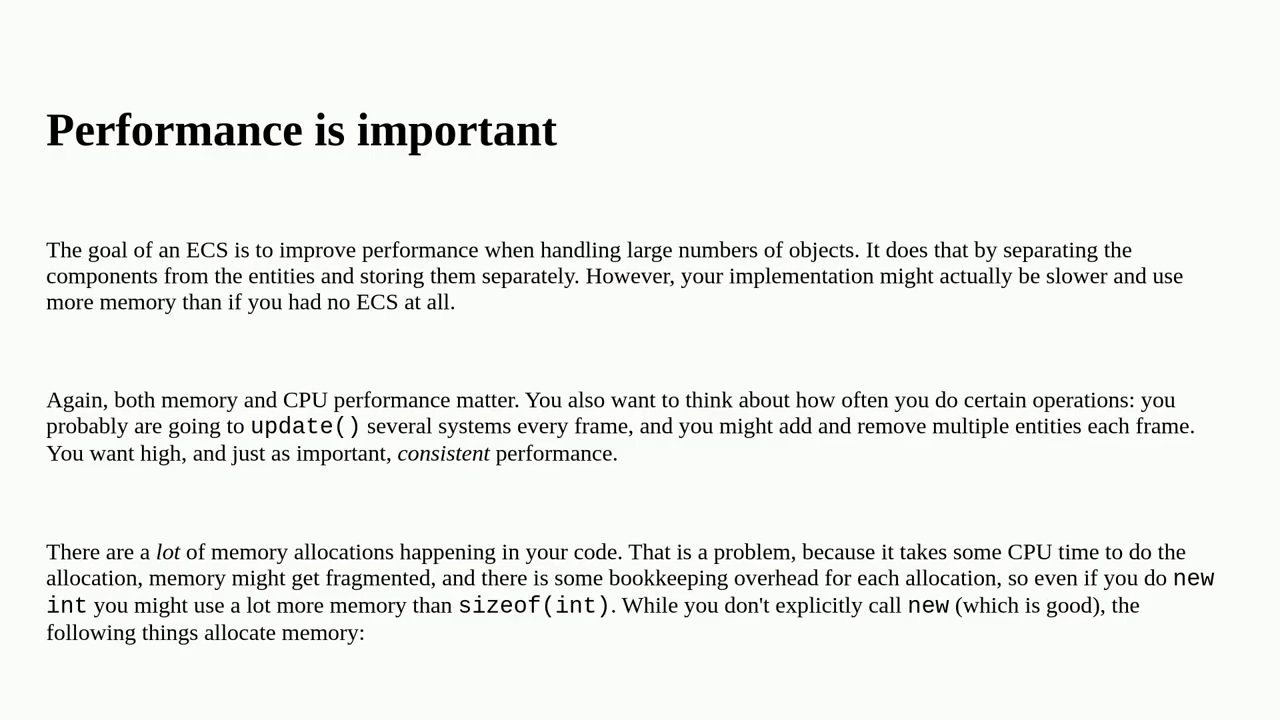 Performance is important
The goal of an ECS is to improve performance when handling large numbers of objects. It does that by separating the
components from the entities and storing them separately. However, your implementation might actually be slower and use
more memory than if you had no ECS at all.
Again, both memory and CPU performance matter. You also want to think about how often you do certain operations: you
probably are going to update() several systems every frame, and you might add and remove multiple entities each frame.
You want high, and just as important, consistent performance.
There are a lot of memory allocations happening in your code. That is a problem, because it takes some CPU time to do the
allocation, memory might get fragmented, and there is some bookkeeping overhead for each allocation, so even if you do new
int you might use a lot more memory than sizeof(int). While you don't explicitly call new (which is good), the
following things allocate memory: